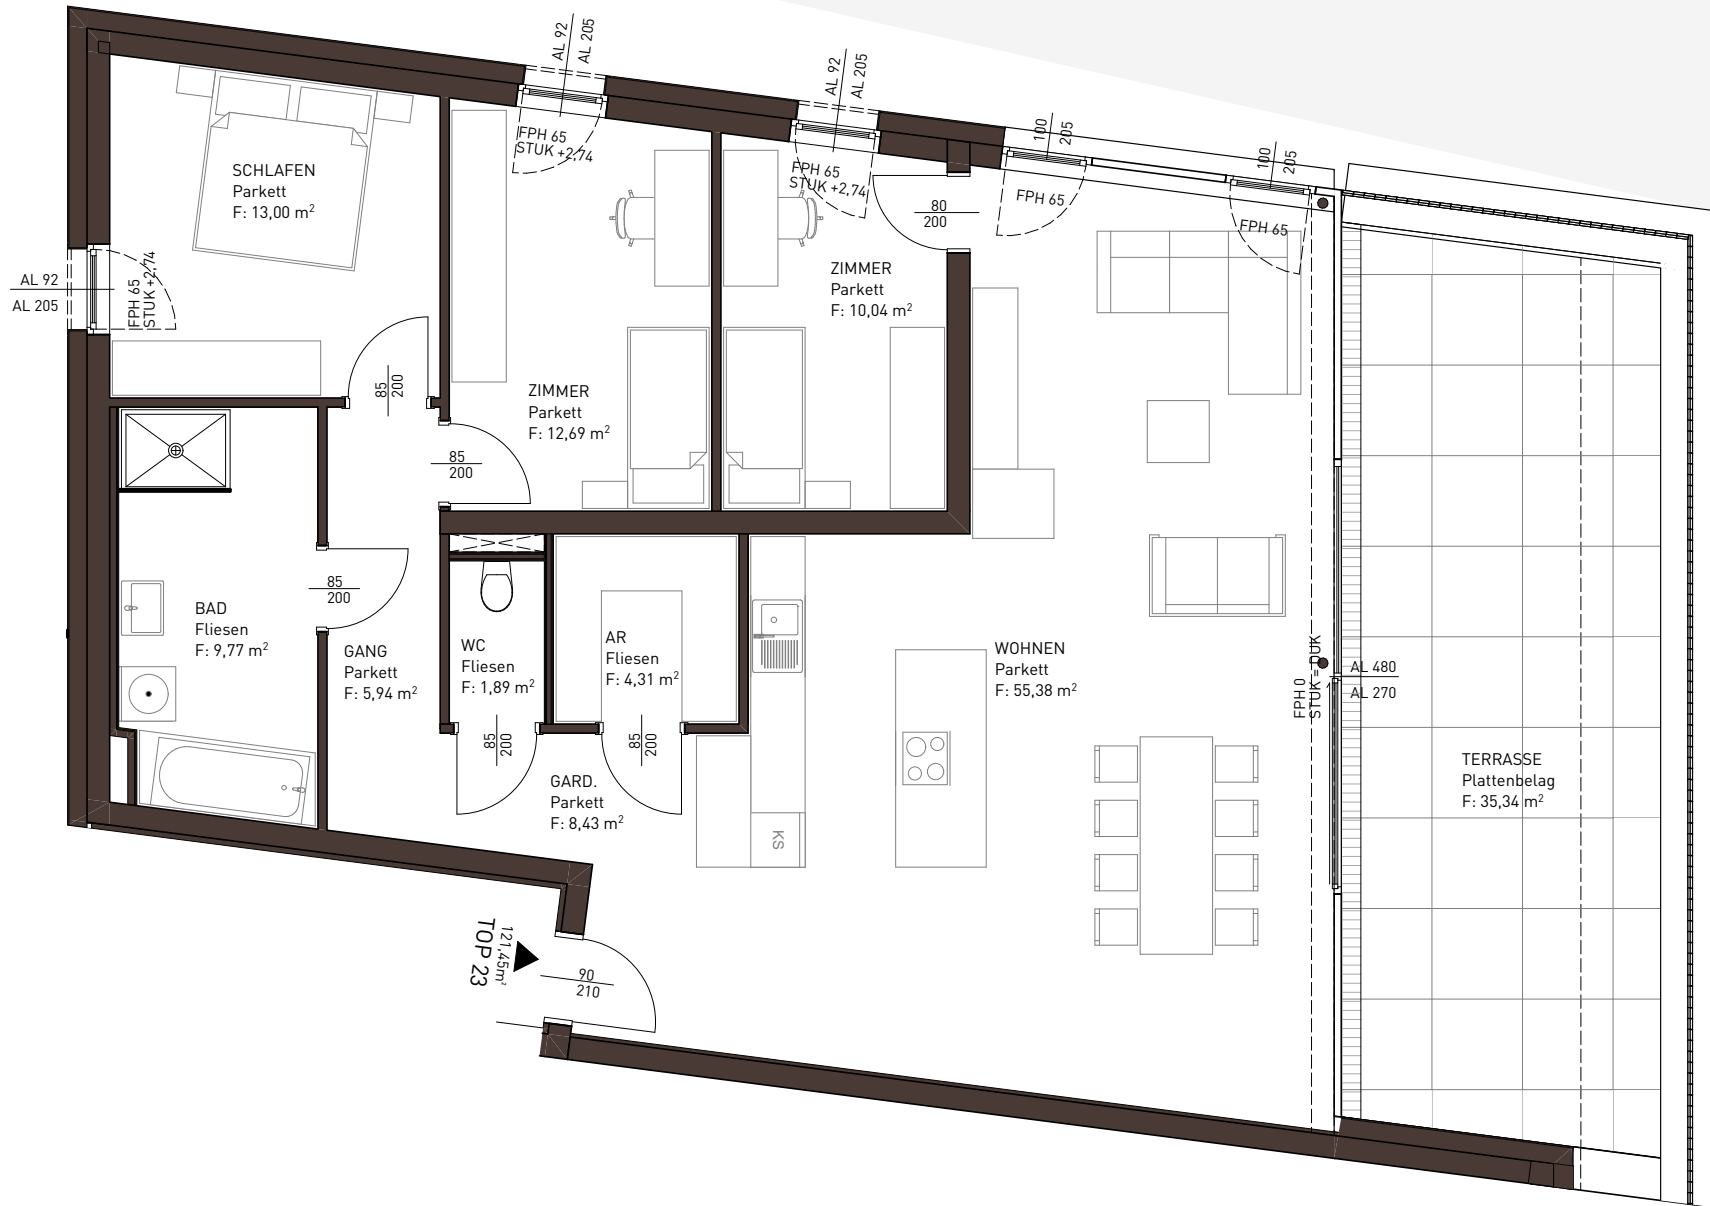 AL 92
AL 205
AL 92
AL 205
100
205
100
205
FPH 65
STUK +2,74
FPH 65
STUK +2,74
FPH 65
FPH 65
SCHLAFEN
Parkett
F: 13,00 m²
80
200
AL 92
AL 205
FPH 65
STUK +2,74
ZIMMER
Parkett
F: 10,04 m²
85
200
ZIMMER
Parkett
F: 12,69 m²
85
200
85
200
BAD
Fliesen
F: 9,77 m²
GANG
Parkett
F: 5,94 m²
WC
Fliesen
F: 1,89 m²
AR
Fliesen
F: 4,31 m²
WOHNEN
Parkett
F: 55,38 m²
FPH 0
STUK = DUK
AL 480
AL 270
85
200
85
200
GARD.
Parkett
F: 8,43 m²
KS
TERRASSE
Plattenbelag
F: 35,34 m²
121,45m²
TOP 23
90
210